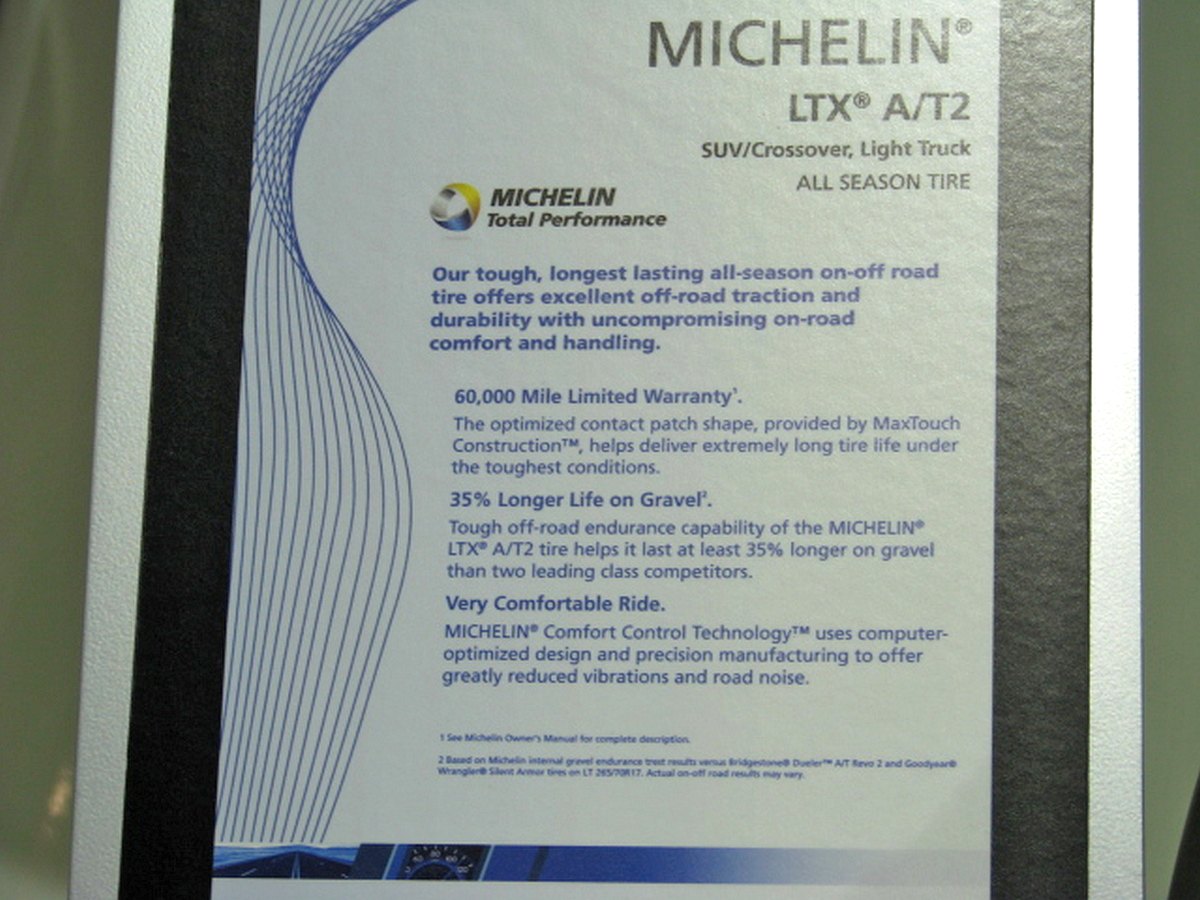 MICHELIN®
LTX® A/T2
SUV/Crossover, Light Truck
ALL SEASON TIRE
MICHELIN
Total Performance
Our tough, longest lasting all-season on-off road
tire offers excellent off-road traction and
durability with uncompromising on-road
comfort and handling.
60,000 Mile Limited Warranty¹.
The optimized contact patch shape, provided by MaxTouch
Construction™, helps deliver extremely long tire life under
the toughest conditions.
35% Longer Life on Gravel².
Tough off-road endurance capability of the MICHELIN®
LTX® A/T2 tire helps it last at least 35% longer on gravel
than two leading class competitors.
Very Comfortable Ride.
MICHELIN® Comfort Control Technology™ uses computer-
optimized design and precision manufacturing to offer
greatly reduced vibrations and road noise.
1 See Michelin Owner's Manual for complete description.
2 Based on Michelin internal gravel endurance trest results versus Bridgestone® Dueler™ A/T Revo 2 and Goodyear®
Wrangler® Silent Armor tires on LT 265/70R17. Actual on-off road results may vary.